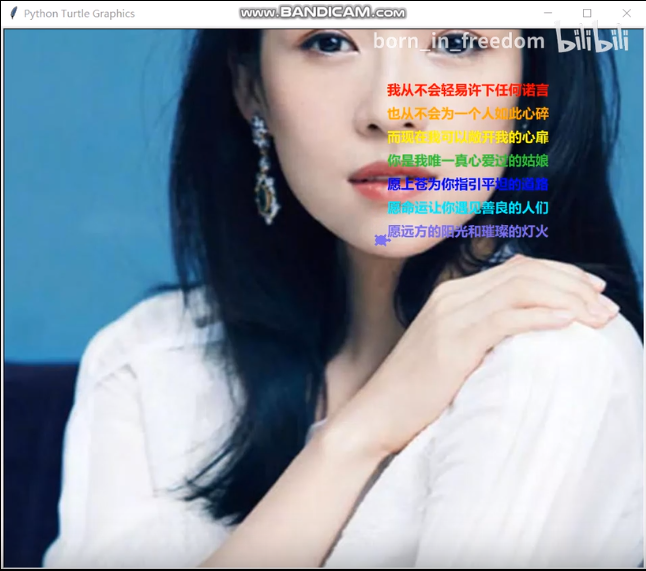 Python Turtle Graphics
www.BANDICAM.com
born_in_freedom bilibili
我从不会轻易许下任何诺言
也从不会为一个人如此心碎
而现在我可以敞开我的心扉
你是我唯一真心爱过的姑娘
愿上苍为你指引平坦的道路
愿命运让你遇见善良的人们
愿远方的阳光和璀璨的灯火